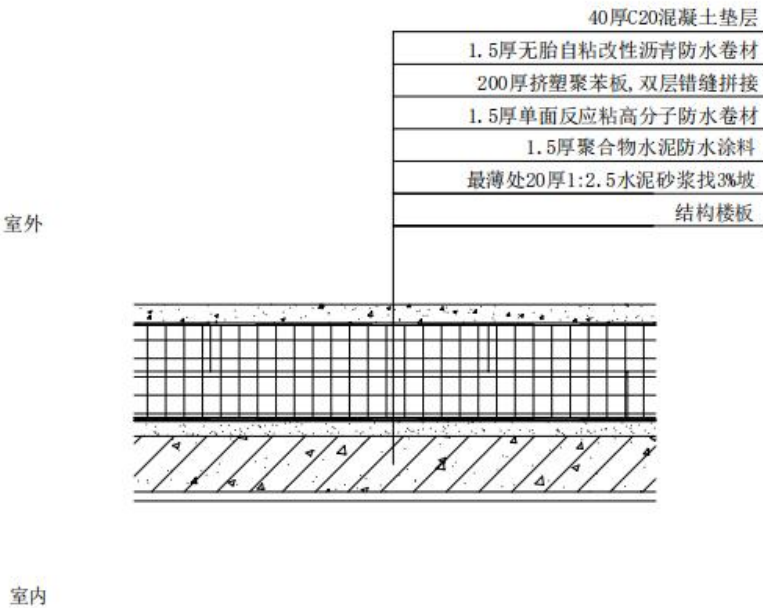 40厚C20混凝土垫层
1.5厚无胎自粘改性沥青防水卷材
200厚挤塑聚苯板,双层错缝拼接
1.5厚单面反应粘高分子防水卷材
1.5厚聚合物水泥防水涂料
最薄处20厚1:2.5水泥砂浆找3%坡
结构楼板
室外
室内